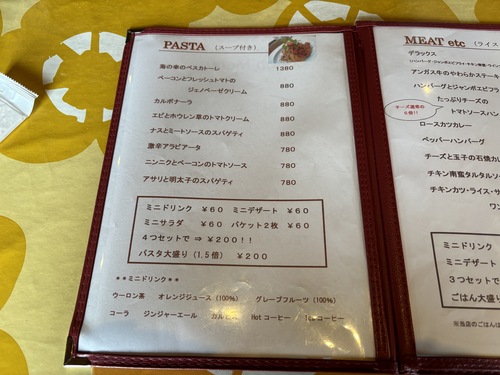 PASTA (スープ付き)
海の幸のペスカトーレ 1380
ベーコンとフレッシュトマトの
ジェノベーゼクリーム 880
カルボナーラ 880
エビとホウレン草のトマトクリーム 880
ナスとミートソースのスパゲティ 880
激辛アラビアータ 780
ニンニクとベーコンのトマトソース 780
アサリと明太子のスパゲティ 780
ミニドリンク ¥60 ミニデザート ¥60
ミニサラダ ¥60 バケット2枚 ¥60
4つセットで ⇒ ¥200!!
パスタ大盛り(1.5倍) ¥200
**ミニドリンク**
ウーロン茶 オレンジジュース(100%) グレープフルーツ(100%)
コーラ ジンジャーエール カルピス Hotコーヒー Iceコーヒー
MEAT etc (ライス
デラックス
アンガス牛のやわらかステー
ハンバーグとジャンボエビフラ
たっぷりチーズの
トマトソースハン
チーズ通常の
ロースカツカレー
ペッパーハンバーグ
チーズと玉子の石焼カレ
チキン南蛮タルタルソー
チキンカツ・ライス・サ
ワン
ミニドリンク
ミニデザート
3つセットで
ごはん大盛り
※当店のごはんは